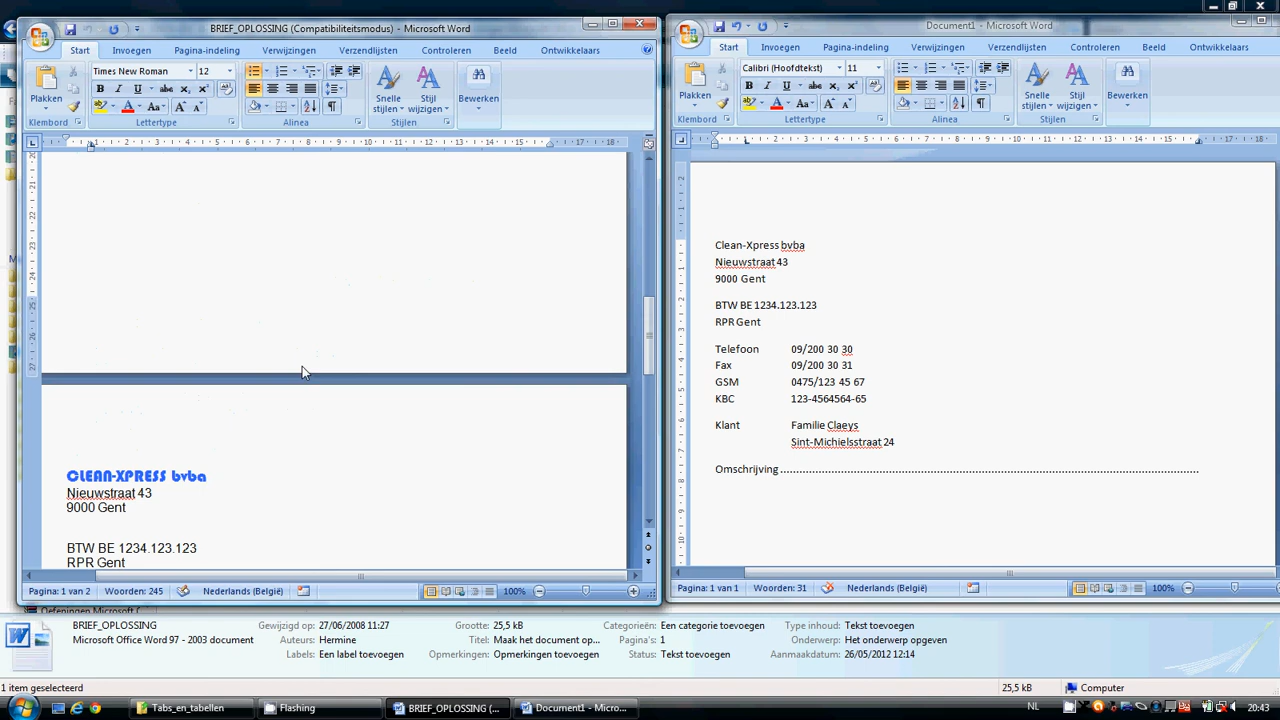 BRIEF_OPLOSSING (Compatibiliteitsmodus) - Microsoft Word
Start Invoegen Pagina-indeling Verwijzingen Verzendlijsten Controleren Beeld Ontwikkelaars
Times New Roman 12
Plakken
Snelle stijlen
Stijl wijzigen
Bewerken
Klembord Lettertype Alinea Stijlen
CLEAN-XPRESS bvba
Nieuwstraat 43
9000 Gent
BTW BE 1234.123.123
RPR Gent
Pagina: 1 van 2 Woorden: 245 Nederlands (België) 100%
Document1 - Microsoft Word
Start Invoegen Pagina-indeling Verwijzingen Verzendlijsten Controleren Beeld Ontwikkelaars
Calibri (Hoofdtekst) 11
Plakken
Snelle stijlen
Stijl wijzigen
Bewerken
Klembord Lettertype Alinea Stijlen
Clean-Xpress bvba
Nieuwstraat 43
9000 Gent
BTW BE 1234.123.123
RPR Gent
Telefoon 09/200 30 30
Fax 09/200 30 31
GSM 0475/123 45 67
KBC 123-4564564-65
Klant Familie Claeys
Sint-Michielsstraat 24
Omschrijving
Pagina: 1 van 1 Woorden: 31 Nederlands (België) 100%
BRIEF_OPLOSSING Gewijzigd op: 27/06/2008 11:27 Grootte: 25,5 kB Categorieën: Een categorie toevoegen Type inhoud: Tekst toevoegen
Microsoft Office Word 97 - 2003 document Auteurs: Hermine Titel: Maak het document op... Pagina's: 1 Onderwerp: Het onderwerp opgeven
Labels: Een label toevoegen Opmerkingen: Opmerkingen toevoegen Status: Tekst toevoegen Aanmaakdatum: 26/05/2012 12:14
1 item geselecteerd 25,5 kB Computer
Tabs_en_tabellen Flashing BRIEF_OPLOSSING (... Document1 - Micros... NL 20:43